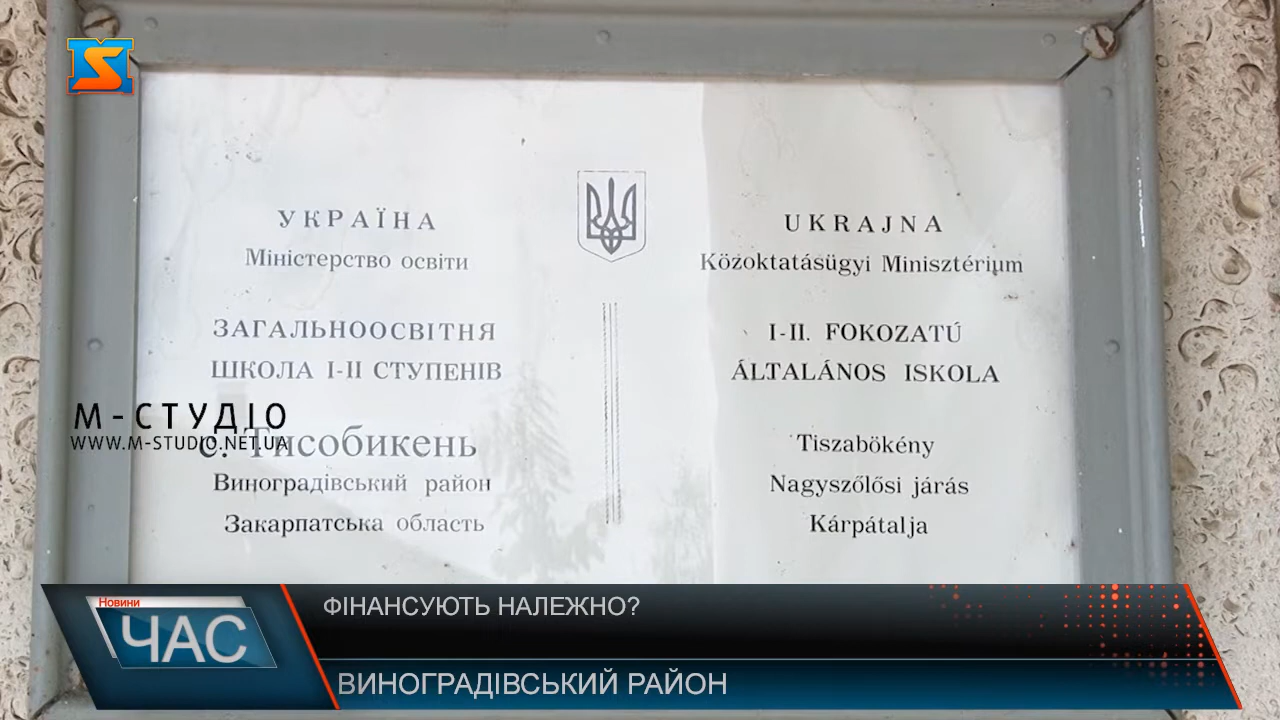 УКРАЇНА
Міністерство освіти
ЗАГАЛЬНООСВІТНЯ
ШКОЛА І-ІІ СТУПЕНІВ
с. Тисобикень
Виноградівський район
Закарпатська область
UKRAJNA
Közoktatásügyi Minisztérium
I-II. FOKOZATÚ
ÁLTALÁNOS ISKOLA
Tiszabökény
Nagyszőlősi járás
Kárpátalja
М-СТУДІО
WWW.M-STUDIO.NET.UA
Новини
ЧАС
ФІНАНСУЮТЬ НАЛЕЖНО?
ВИНОГРАДІВСЬКИЙ РАЙОН